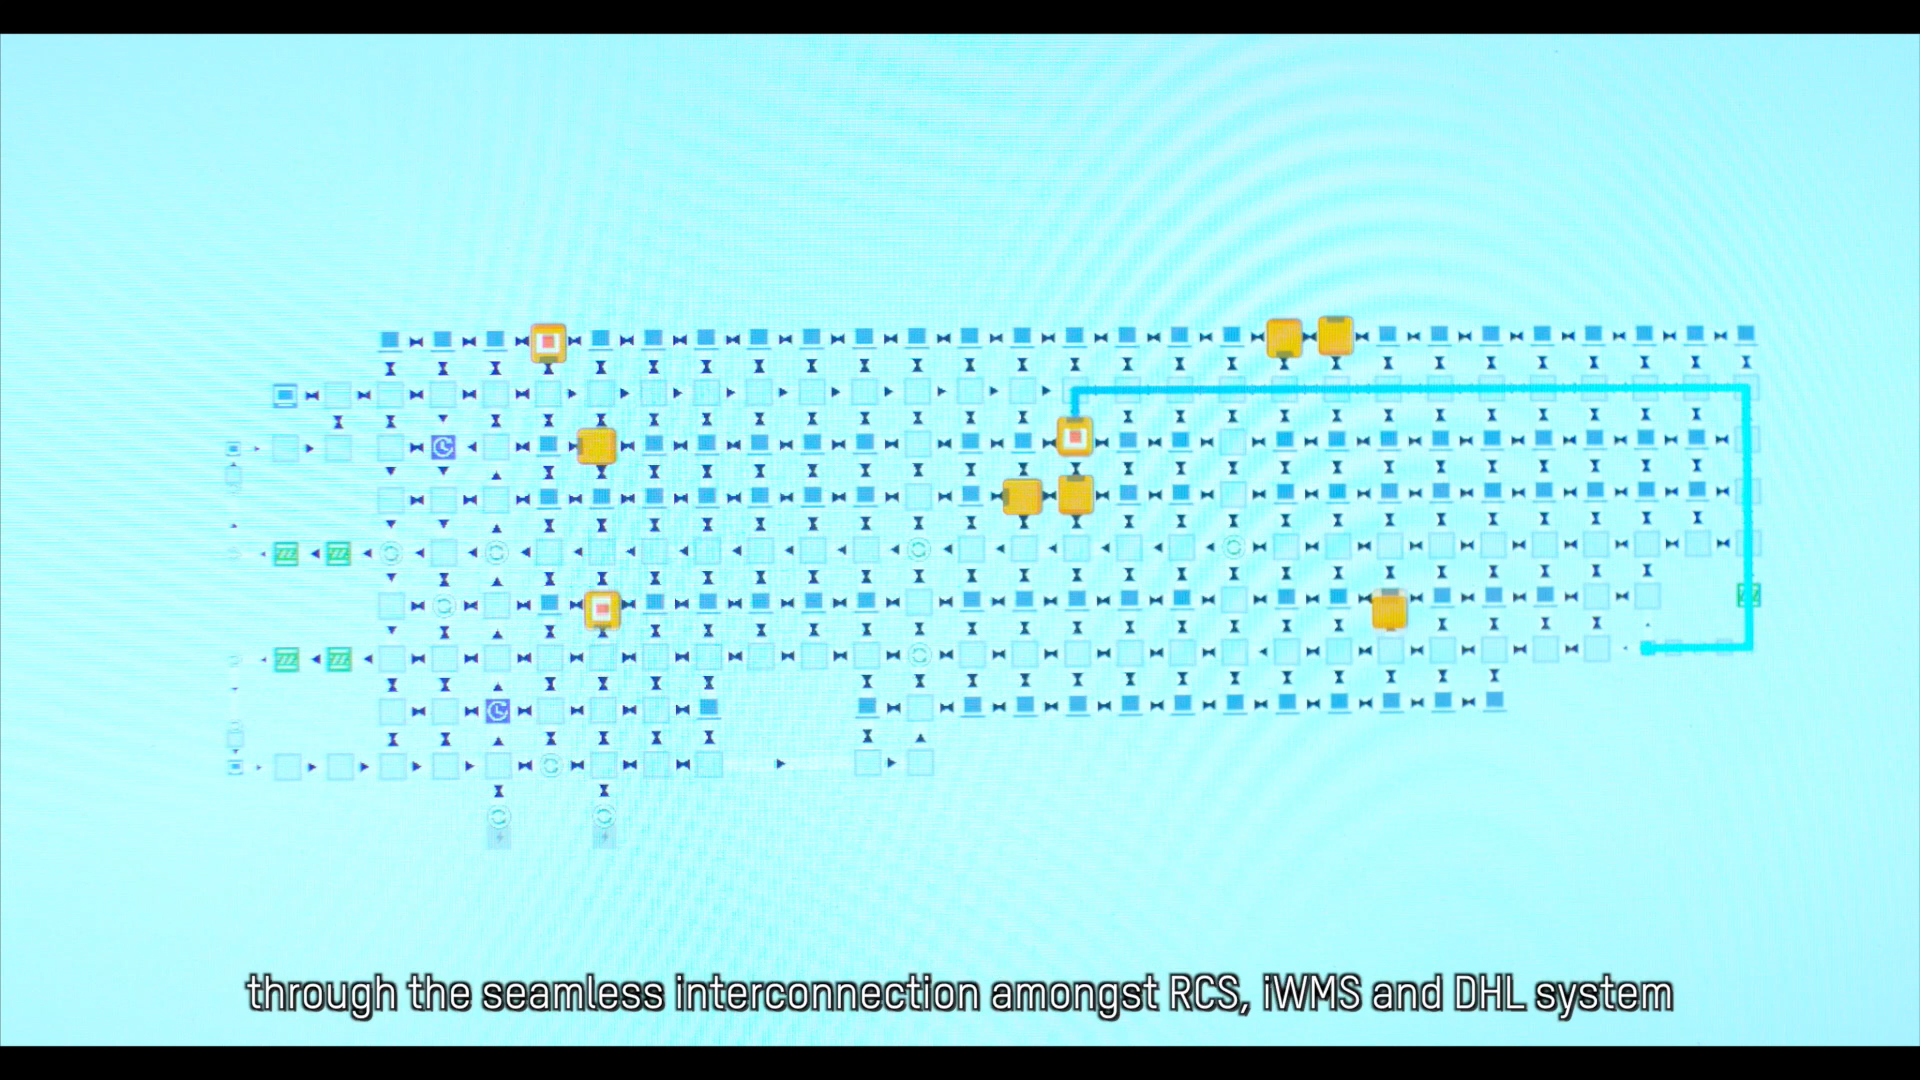 through the seamless interconnection amongst RCS, iWMS and DHL system